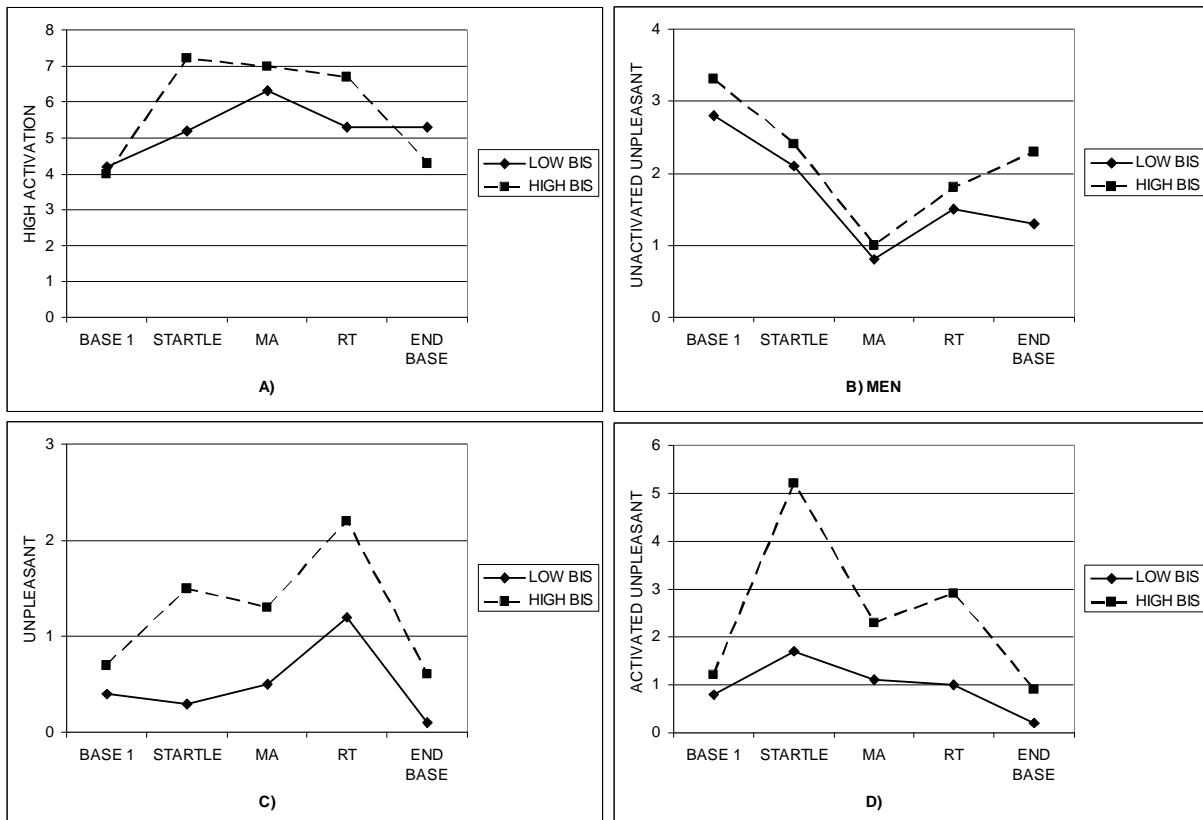 HIGH ACTIVATION
8
7
6
5
4
3
2
1
0
BASE 1 STARTLE MA RT END
BASE
LOW BIS
HIGH BIS
A)
UNACTIVATED UNPLEASANT
4
3
2
1
0
BASE 1 STARTLE MA RT END
BASE
LOW BIS
HIGH BIS
B) MEN
UNPLEASANT
3
2
1
0
BASE 1 STARTLE MA RT END
BASE
LOW BIS
HIGH BIS
C)
ACTIVATED UNPLEASANT
6
5
4
3
2
1
0
BASE 1 STARTLE MA RT END
BASE
LOW BIS
HIGH BIS
D)